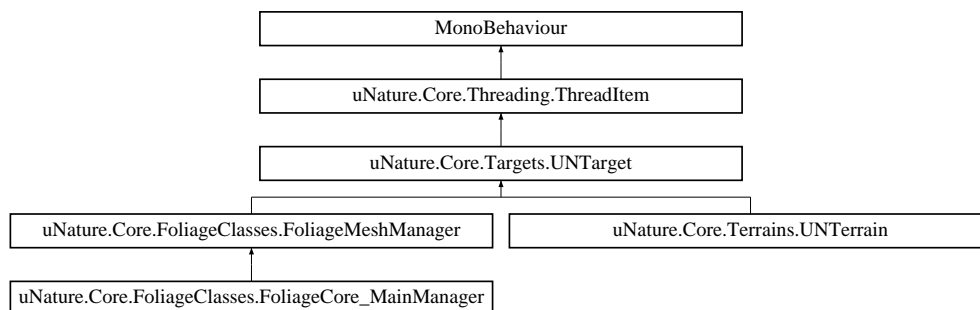 MonoBehaviour
uNature.Core.Threading.ThreadItem
uNature.Core.Targets.UNTarget
uNature.Core.FoliageClasses.FoliageMeshManager
uNature.Core.Terrains.UNTerrain
uNature.Core.FoliageClasses.FoliageCore_MainManager